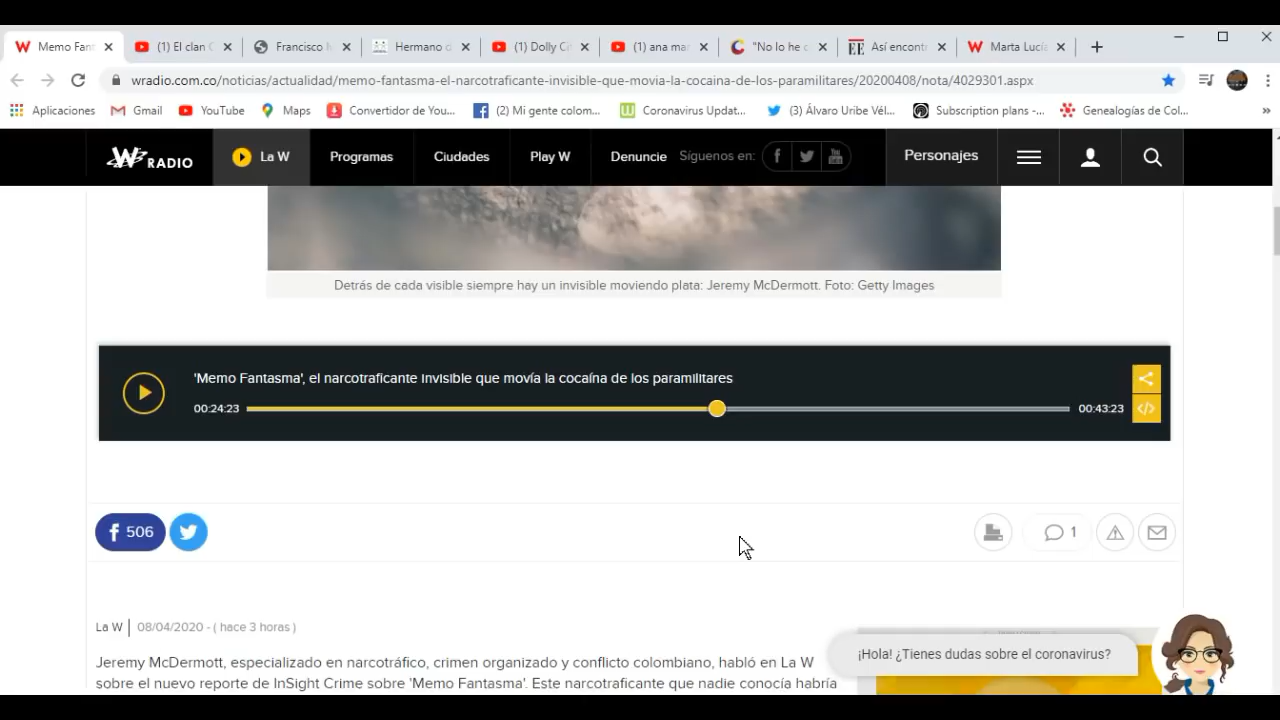 Memo Fant
(1) El clan C
Francisco M
Hermano d
(1) Dolly Ci
(1) ana mar
"No lo he c
Así encont
Marta Lucía
wradio.com.co/noticias/actualidad/memo-fantasma-el-narcotraficante-invisible-que-movia-la-cocaina-de-los-paramilitares/20200408/nota/4029301.aspx
Aplicaciones
Gmail
YouTube
Maps
Convertidor de You...
(2) Mi gente colom...
Coronavirus Updat...
(3) Álvaro Uribe Vél...
Subscription plans -...
Genealogías de Col...
»
W RADIO
La W
Programas
Ciudades
Play W
Denuncie
Síguenos en:
Personajes
Detrás de cada visible siempre hay un invisible moviendo plata: Jeremy McDermott. Foto: Getty Images
'Memo Fantasma', el narcotraficante invisible que movía la cocaína de los paramilitares
00:24:23
00:43:23
506
1
La W | 08/04/2020 - ( hace 3 horas )
Jeremy McDermott, especializado en narcotráfico, crimen organizado y conflicto colombiano, habló en La W
sobre el nuevo reporte de InSight Crime sobre 'Memo Fantasma'. Este narcotraficante que nadie conocía habría
¡Hola! ¿Tienes dudas sobre el coronavirus?